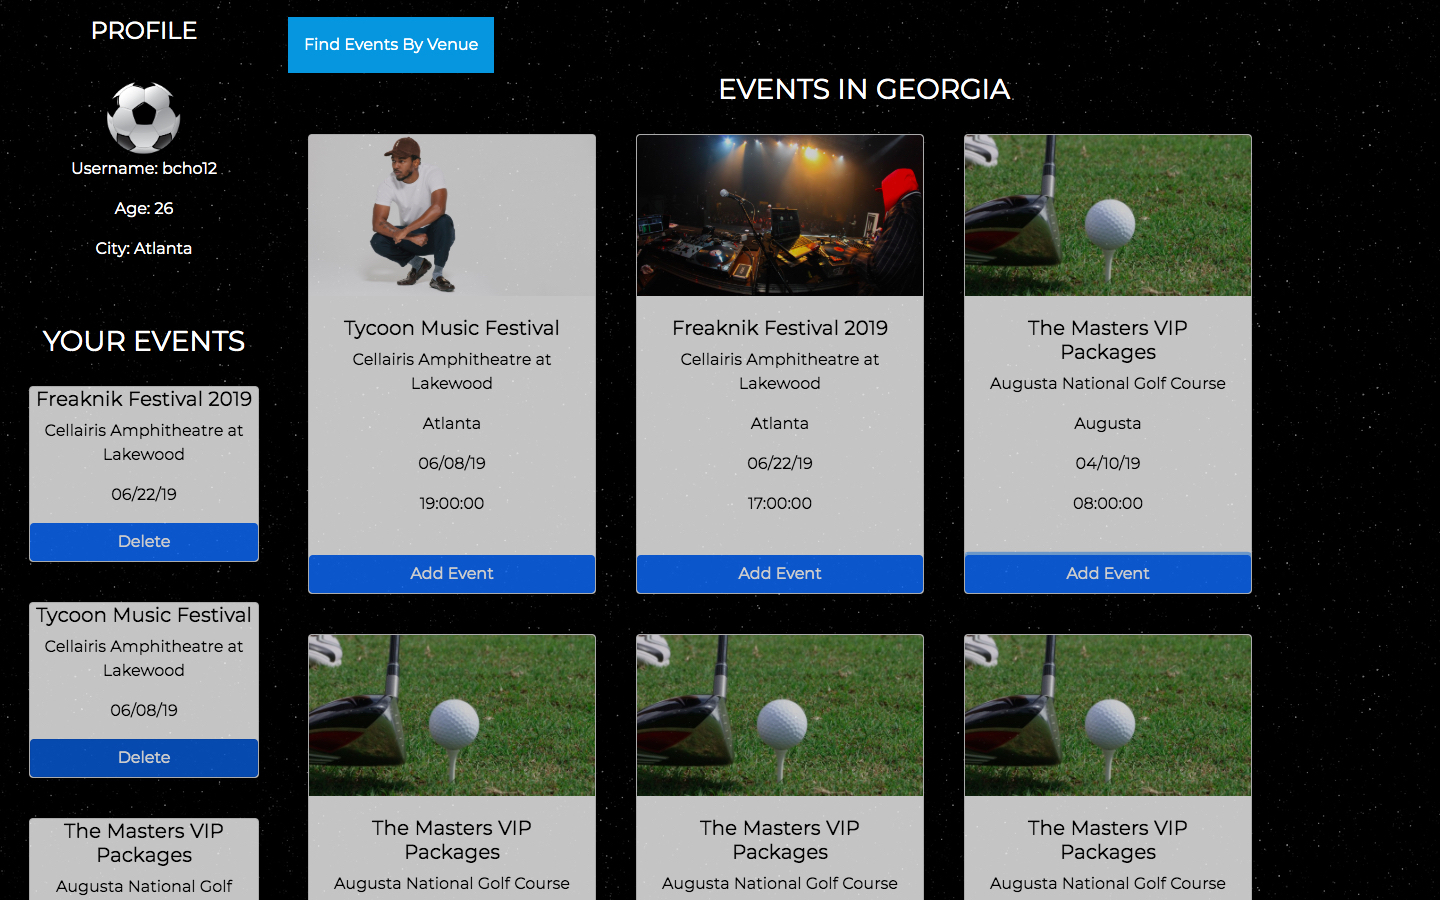 PROFILE
Username: bcho12
Age: 26
City: Atlanta
YOUR EVENTS
Freaknik Festival 2019
Cellairis Amphitheatre at
Lakewood
06/22/19
Delete
Tycoon Music Festival
Cellairis Amphitheatre at
Lakewood
06/08/19
Delete
The Masters VIP
Packages
Augusta National Golf
Find Events By Venue
EVENTS IN GEORGIA
Tycoon Music Festival
Cellairis Amphitheatre at
Lakewood
Atlanta
06/08/19
19:00:00
Add Event
Freaknik Festival 2019
Cellairis Amphitheatre at
Lakewood
Atlanta
06/22/19
17:00:00
Add Event
The Masters VIP
Packages
Augusta National Golf Course
Augusta
04/10/19
08:00:00
Add Event
The Masters VIP
Packages
Augusta National Golf Course
The Masters VIP
Packages
Augusta National Golf Course
The Masters VIP
Packages
Augusta National Golf Course